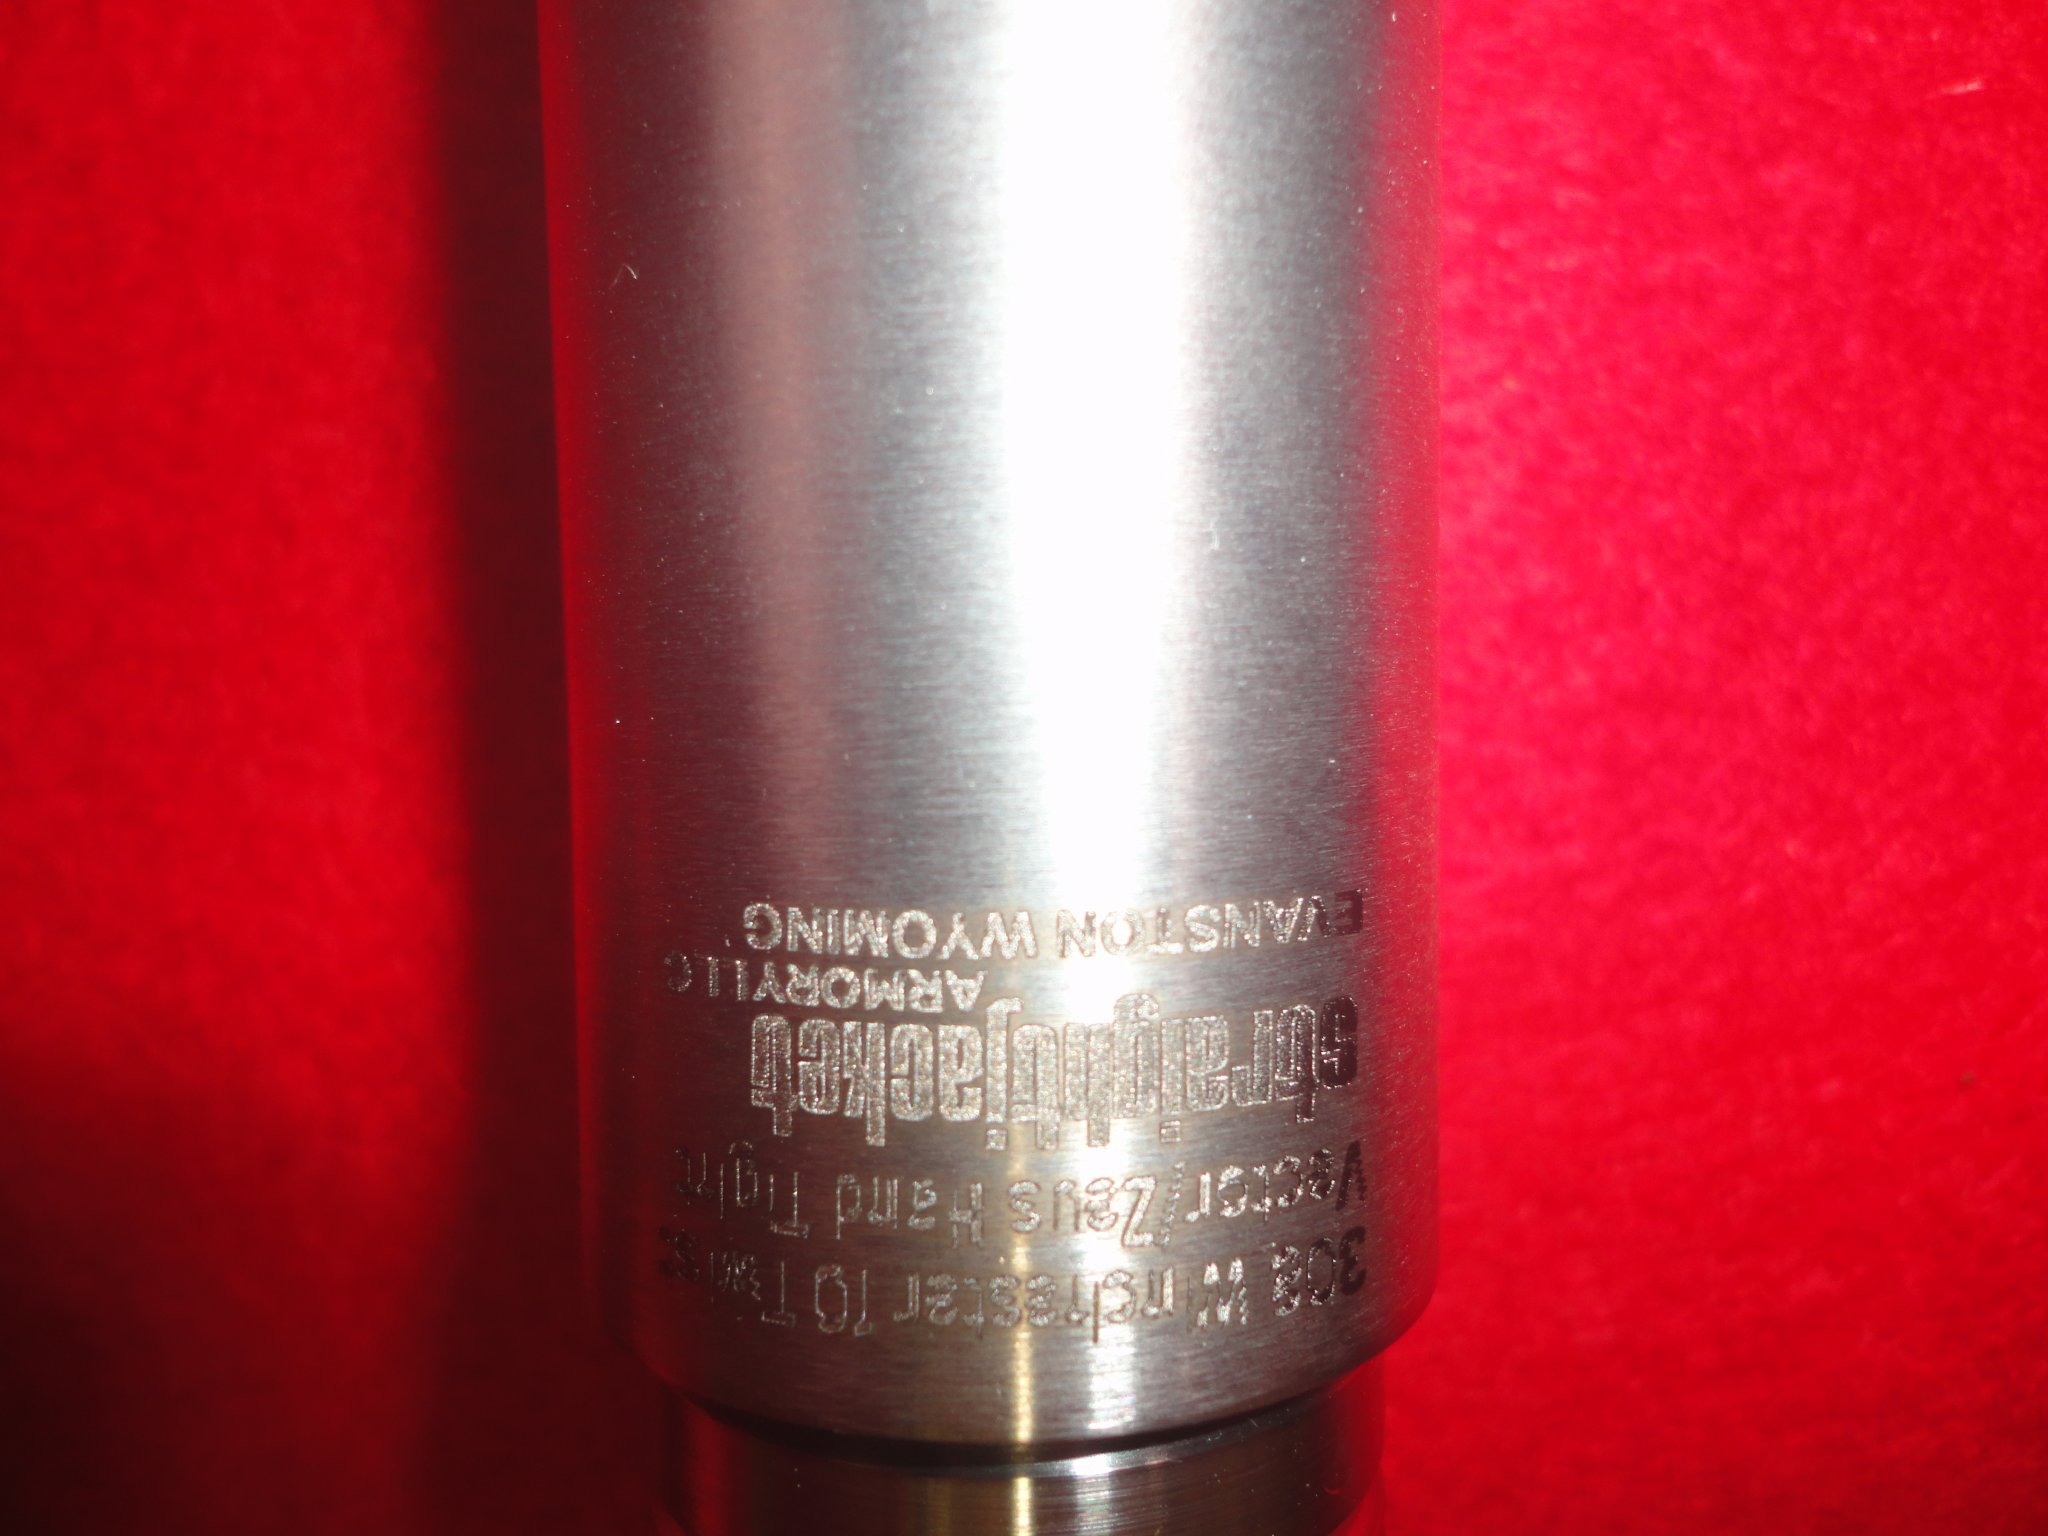 308 Winchester 10 Twist
Vector/Zeus Hand Tight
straightjacket
ARMORY LLC
EVANSTON WYOMING